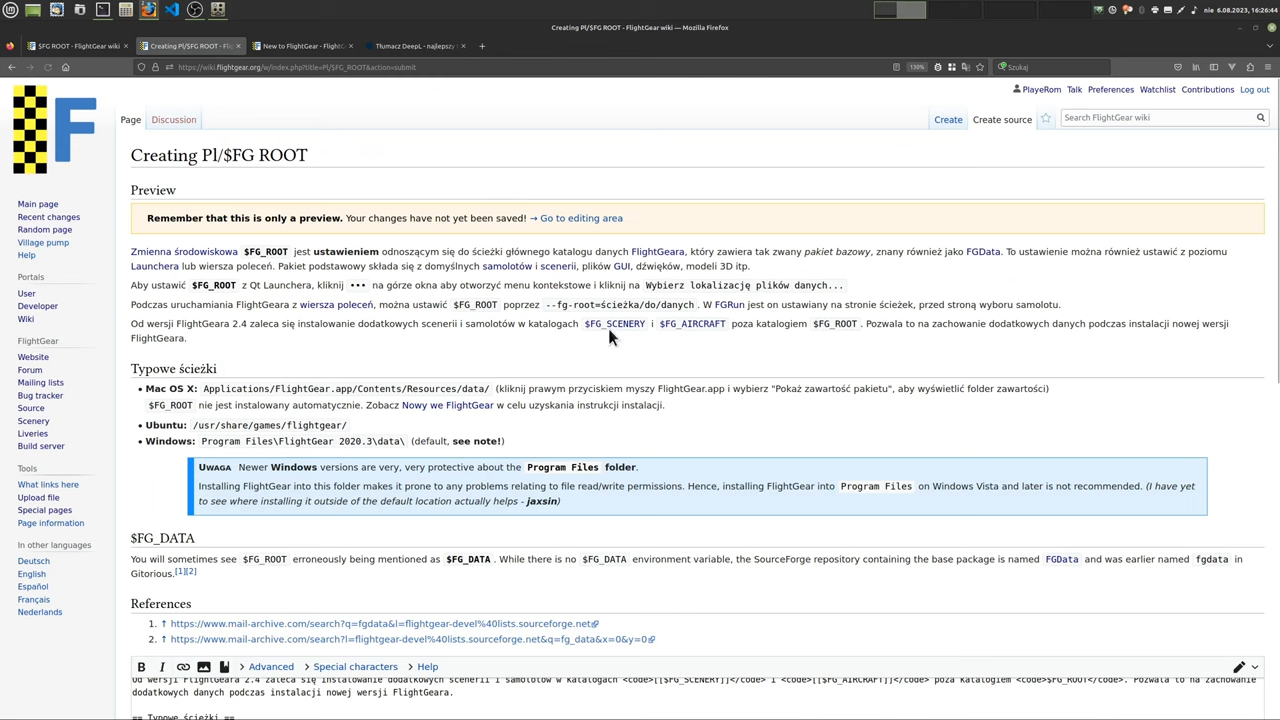 nie 6.08.2023, 16:26:44
Creating Pl/$FG ROOT - FlightGear wiki — Mozilla Firefox
$FG ROOT - FlightGear wiki
Creating Pl/$FG ROOT - Flig
New to FlightGear - FlightG
Tłumacz DeepL - najlepszy
https://wiki.flightgear.org/w/index.php?title=Pl/$FG_ROOT&action=submit
130%
Szukaj
PlayeRom Talk Preferences Watchlist Contributions Log out
Page Discussion Create Create source Search FlightGear wiki
Creating Pl/$FG ROOT
Preview
Remember that this is only a preview. Your changes have not yet been saved! → Go to editing area
Zmienna środowiskowa $FG_ROOT jest ustawieniem odnoszącym się do ścieżki głównego katalogu danych FlightGeara, który zawiera tak zwany pakiet bazowy, znany również jako FGData. To ustawienie można również ustawić z poziomu
Launchera lub wiersza poleceń. Pakiet podstawowy składa się z domyślnych samolotów i scenerii, plików GUI, dźwięków, modeli 3D itp.
Aby ustawić $FG_ROOT z Qt Launchera, kliknij ••• na górze okna aby otworzyć menu kontekstowe i kliknij na Wybierz lokalizację plików danych...
Podczas uruchamiania FlightGeara z wiersza poleceń, można ustawić $FG_ROOT poprzez --fg-root=ścieżka/do/danych. W FGRun jest on ustawiany na stronie ścieżek, przed stroną wyboru samolotu.
Od wersji FlightGeara 2.4 zaleca się instalowanie dodatkowych scenerii i samolotów w katalogach $FG_SCENERY i $FG_AIRCRAFT poza katalogiem $FG_ROOT. Pozwala to na zachowanie dodatkowych danych podczas instalacji nowej wersji
FlightGeara.
Typowe ścieżki
• Mac OS X: Applications/FlightGear.app/Contents/Resources/data/ (kliknij prawym przyciskiem myszy FlightGear.app i wybierz "Pokaż zawartość pakietu", aby wyświetlić folder zawartości)
$FG_ROOT nie jest instalowany automatycznie. Zobacz Nowy we FlightGear w celu uzyskania instrukcji instalacji.
• Ubuntu: /usr/share/games/flightgear/
• Windows: Program Files\FlightGear 2020.3\data\ (default, see note!)
UWAGA Newer Windows versions are very, very protective about the Program Files folder.
Installing FlightGear into this folder makes it prone to any problems relating to file read/write permissions. Hence, installing FlightGear into Program Files on Windows Vista and later is not recommended. (I have yet
to see where installing it outside of the default location actually helps - jaxsin)
$FG_DATA
You will sometimes see $FG_ROOT erroneously being mentioned as $FG_DATA. While there is no $FG_DATA environment variable, the SourceForge repository containing the base package is named FGData and was earlier named fgdata in
Gitorious.[1][2]
References
1. ↑ https://www.mail-archive.com/search?q=fgdata&l=flightgear-devel%40lists.sourceforge.net
2. ↑ https://www.mail-archive.com/search?l=flightgear-devel%40lists.sourceforge.net&q=fg_data&x=0&y=0
B I Advanced Special characters Help
Od wersji FlightGeara 2.4 zaleca się instalowanie dodatkowych scenerii i samolotów w katalogach <code>[[$FG_SCENERY]]</code> i <code>[[$FG_AIRCRAFT]]</code> poza katalogiem <code>$FG_ROOT</code>. Pozwala to na zachowanie
dodatkowych danych podczas instalacji nowej wersji FlightGeara.
== Typowe ścieżki ==
Main page
Recent changes
Random page
Village pump
Help
Portals
User
Developer
Wiki
FlightGear
Website
Forum
Mailing lists
Bug tracker
Source
Scenery
Liveries
Build server
Tools
What links here
Upload file
Special pages
Page information
In other languages
Deutsch
English
Español
Français
Nederlands